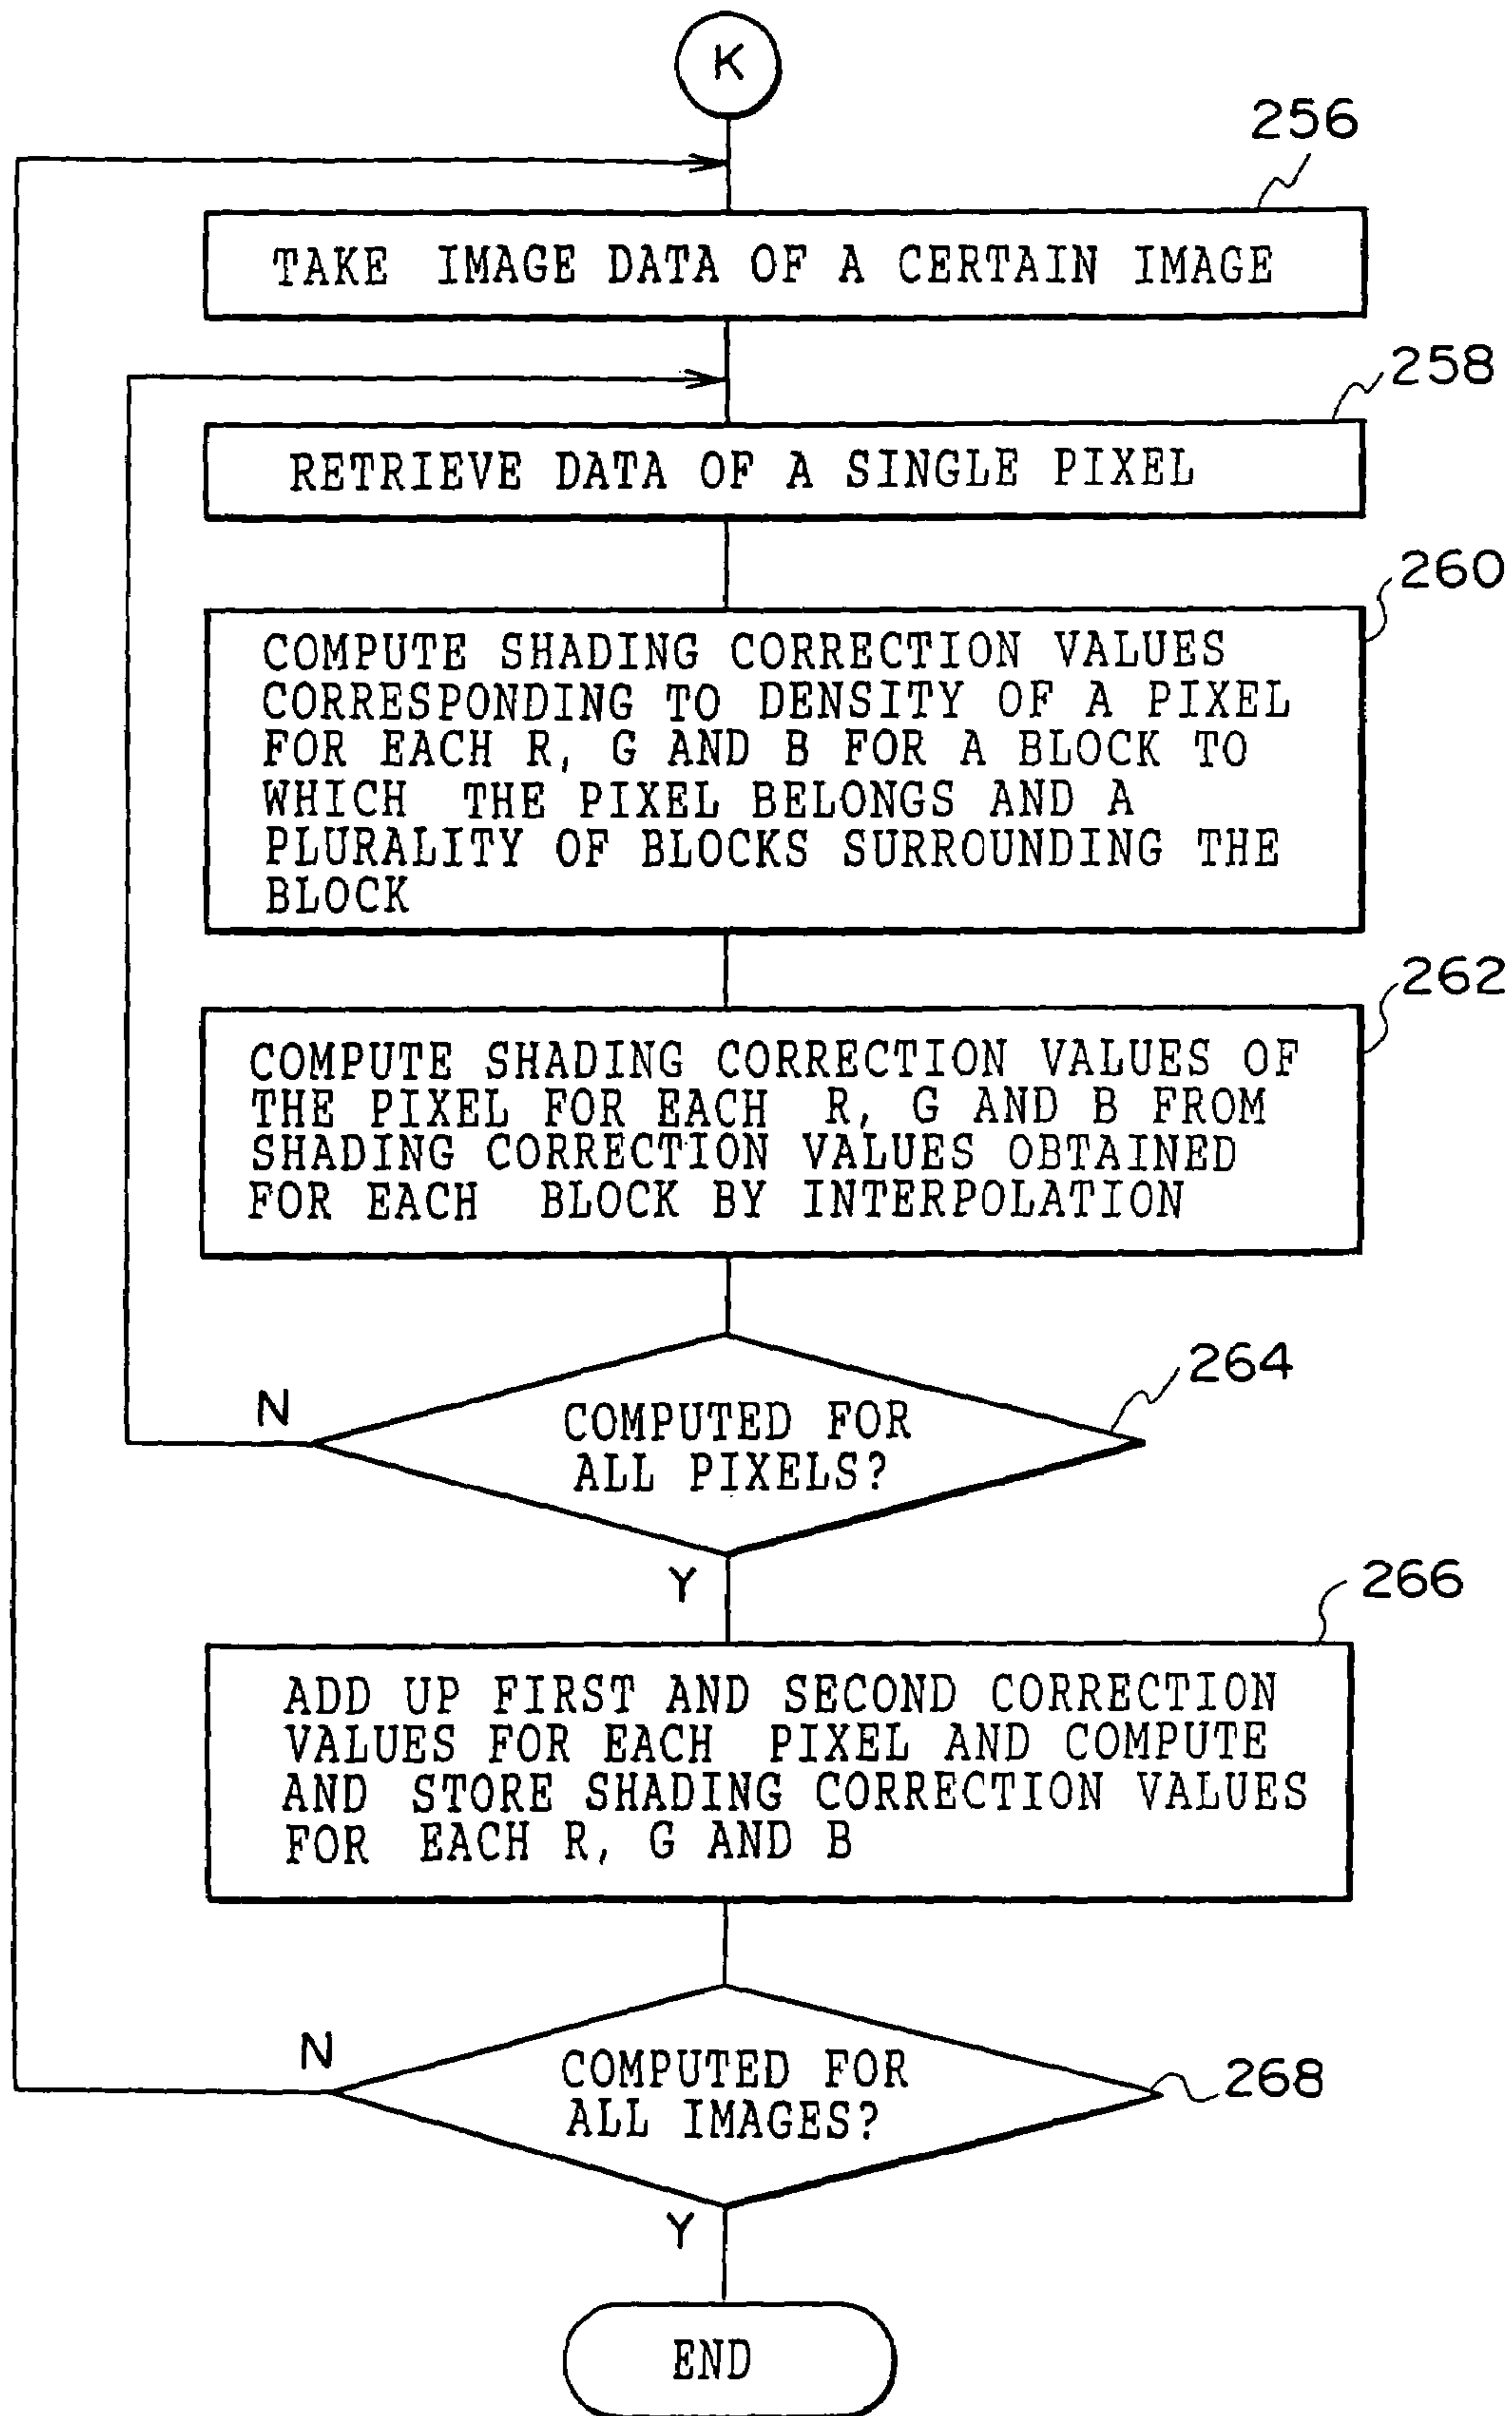 K
256
TAKE IMAGE DATA OF A CERTAIN IMAGE
258
RETRIEVE DATA OF A SINGLE PIXEL
260
COMPUTE SHADING CORRECTION VALUES
CORRESPONDING TO DENSITY OF A PIXEL
FOR EACH R, G AND B FOR A BLOCK TO
WHICH THE PIXEL BELONGS AND A
PLURALITY OF BLOCKS SURROUNDING THE
BLOCK
262
COMPUTE SHADING CORRECTION VALUES OF
THE PIXEL FOR EACH R, G AND B FROM
SHADING CORRECTION VALUES OBTAINED
FOR EACH BLOCK BY INTERPOLATION
264
N
COMPUTED FOR
ALL PIXELS?
Y
266
ADD UP FIRST AND SECOND CORRECTION
VALUES FOR EACH PIXEL AND COMPUTE
AND STORE SHADING CORRECTION VALUES
FOR EACH R, G AND B
N
COMPUTED FOR
ALL IMAGES?
268
Y
END